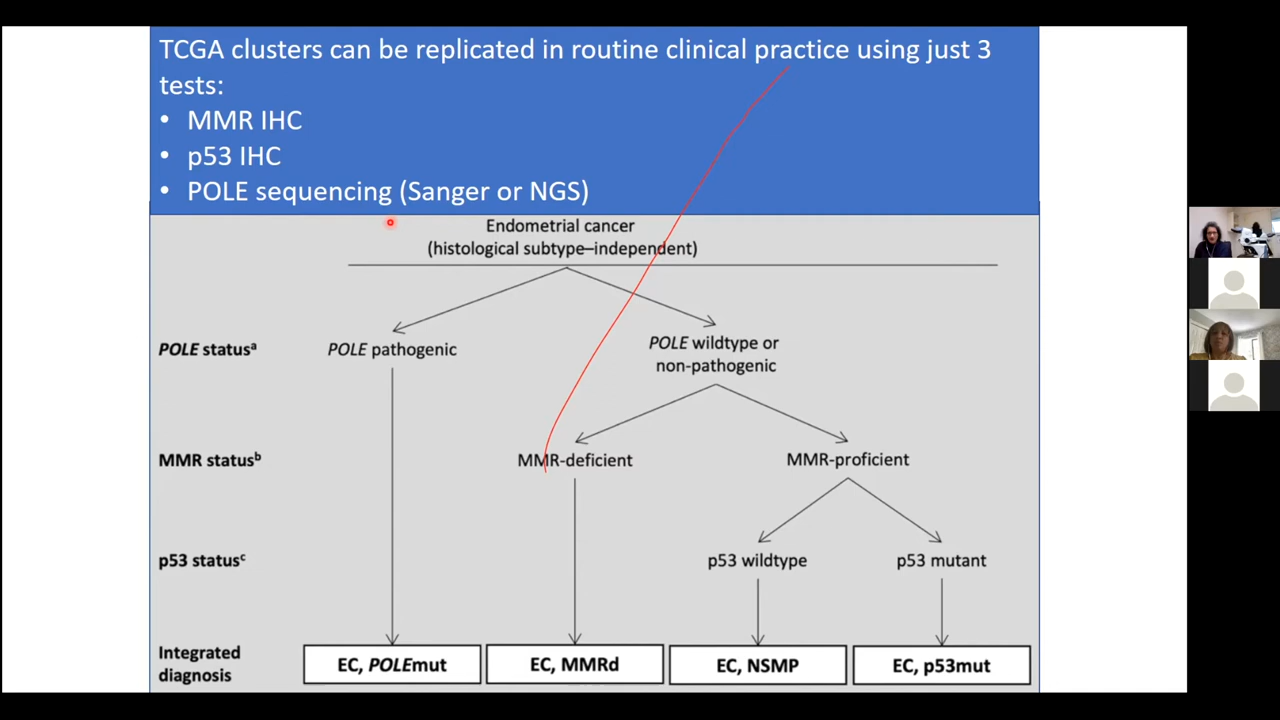 TCGA clusters can be replicated in routine clinical practice using just 3
tests:
• MMR IHC
• p53 IHC
• POLE sequencing (Sanger or NGS)
Endometrial cancer
(histological subtype–independent)
POLE statusᵃ
POLE pathogenic
POLE wildtype or
non-pathogenic
MMR statusᵇ
MMR-deficient
MMR-proficient
p53 statusᶜ
p53 wildtype
p53 mutant
Integrated
diagnosis
EC, POLEmut
EC, MMRd
EC, NSMP
EC, p53mut